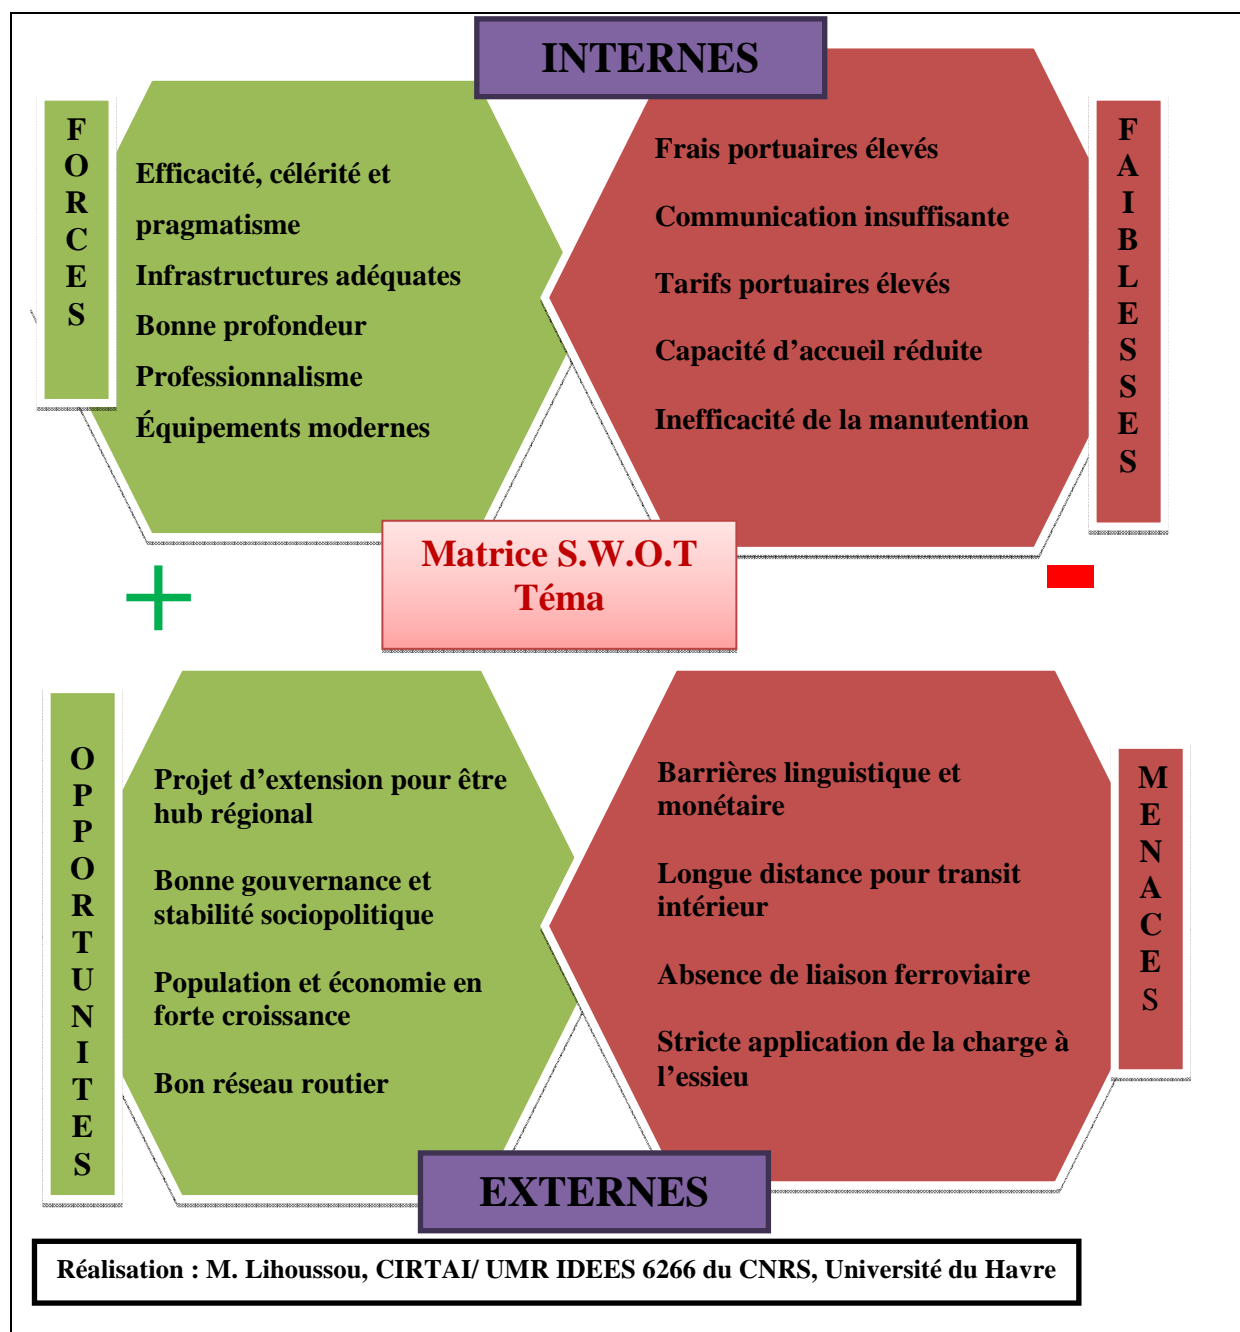 INTERNES
FORCES
Efficacité, célérité et
pragmatisme
Infrastructures adéquates
Bonne profondeur
Professionnalisme
Équipements modernes
Frais portuaires élevés
Communication insuffisante
Tarifs portuaires élevés
Capacité d’accueil réduite
Inefficacité de la manutention
FAIBLESSES
Matrice S.W.O.T
Téma
+
-
OPPORTUNITES
Projet d’extension pour être
hub régional
Bonne gouvernance et
stabilité sociopolitique
Population et économie en
forte croissance
Bon réseau routier
Barrières linguistique et
monétaire
Longue distance pour transit
intérieur
Absence de liaison ferroviaire
Stricte application de la charge à
l’essieu
MENACES
EXTERNES
Réalisation : M. Lihoussou, CIRTAI/ UMR IDEES 6266 du CNRS, Université du Havre